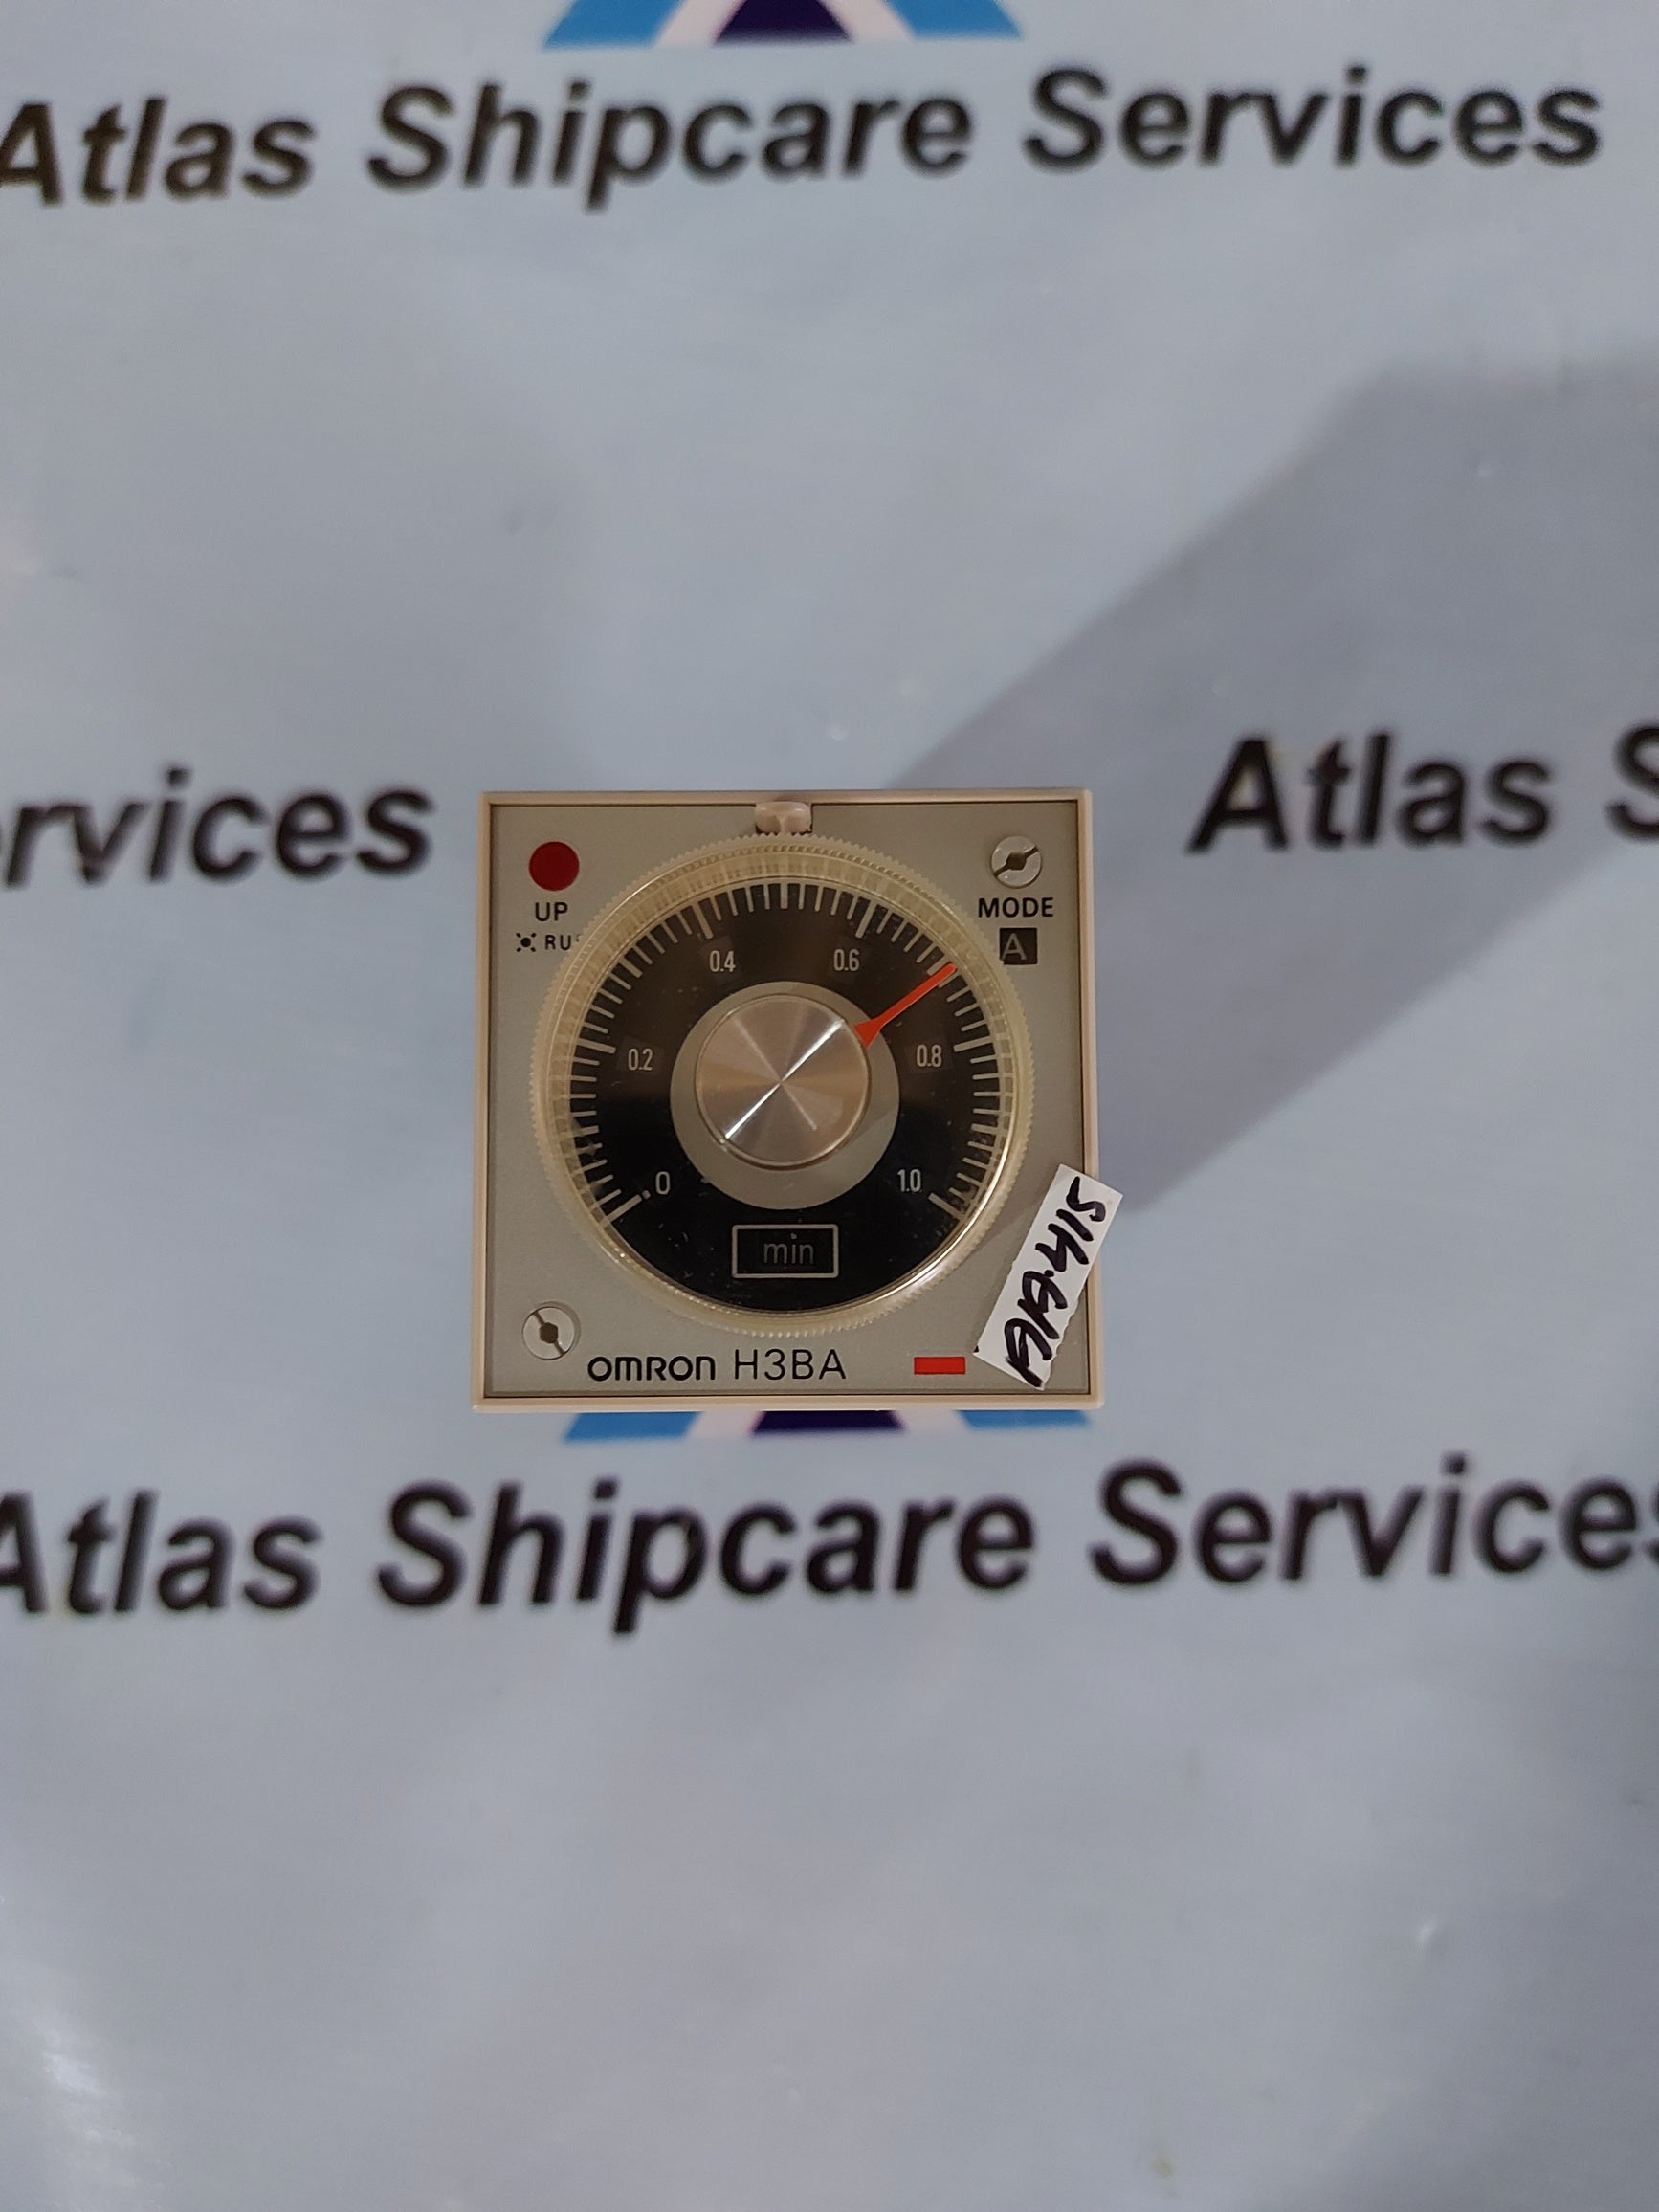 Atlas Shipcare Services
rvices
Atlas S
UP
RU
MODE
A
0.4
0.6
0.2
0.8
0
1.0
min
OMRON H3BA
Atlas Shipcare Services